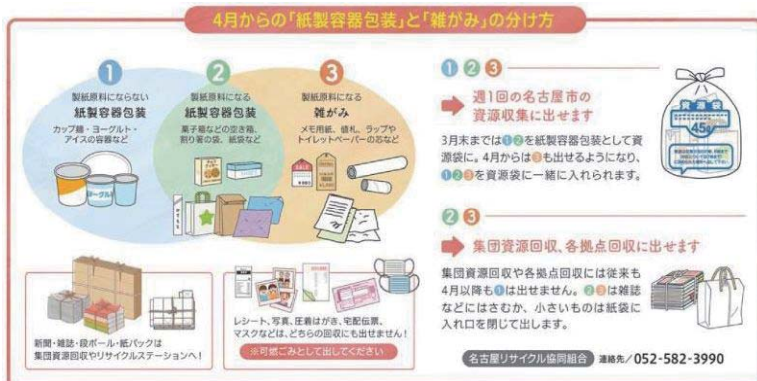 4月からの「紙製容器包装」と「雑がみ」の分け方
1
製紙原料にならない
紙製容器包装
カップ麺・ヨーグルト・
アイスの容器など
ヨーグルト
2
製紙原料になる
紙製容器包装
菓子箱などの空き箱、
割り箸の袋、紙袋など
3
製紙原料になる
雑がみ
メモ用紙、値札、ラップや
トイレットペーパーの芯など
SALE
新聞・雑誌・段ボール・紙パックは
集団資源回収やリサイクルステーションへ!
レシート、写真、圧着はがき、宅配伝票、
マスクなどは、どちらの回収にも出せません!
※可燃ごみとして出してください
1 2 3
週1回の名古屋市の
資源収集に出せます
3月末までは12を紙製容器包装として資
源袋に。4月からは3も出せるようになり、
123を資源袋に一緒に入れられます。
資源袋
45ℓ
2 3
集団資源回収、各拠点回収に出せます
集団資源回収や各拠点回収には従来も
4月以降も1は出せません。23は雑誌
などにはさむか、小さいものは紙袋に
入れ口を閉じて出します。
名古屋リサイクル協同組合 連絡先/052-582-3990